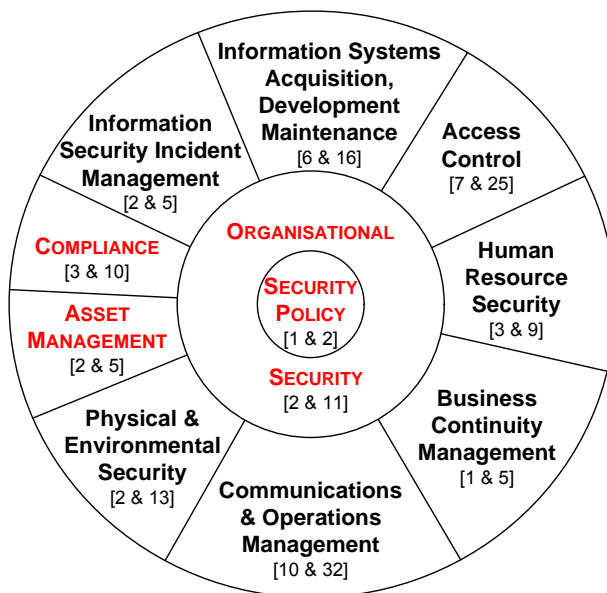 Information Systems
Acquisition,
Development
Maintenance
[6 & 16]
Access
Control
[7 & 25]
Human
Resource
Security
[3 & 9]
Business
Continuity
Management
[1 & 5]
Communications
& Operations
Management
[10 & 32]
Physical &
Environmental
Security
[2 & 13]
ASSET
MANAGEMENT
[2 & 5]
COMPLIANCE
[3 & 10]
Information
Security Incident
Management
[2 & 5]
ORGANISATIONAL
SECURITY
[2 & 11]
SECURITY
POLICY
[1 & 2]